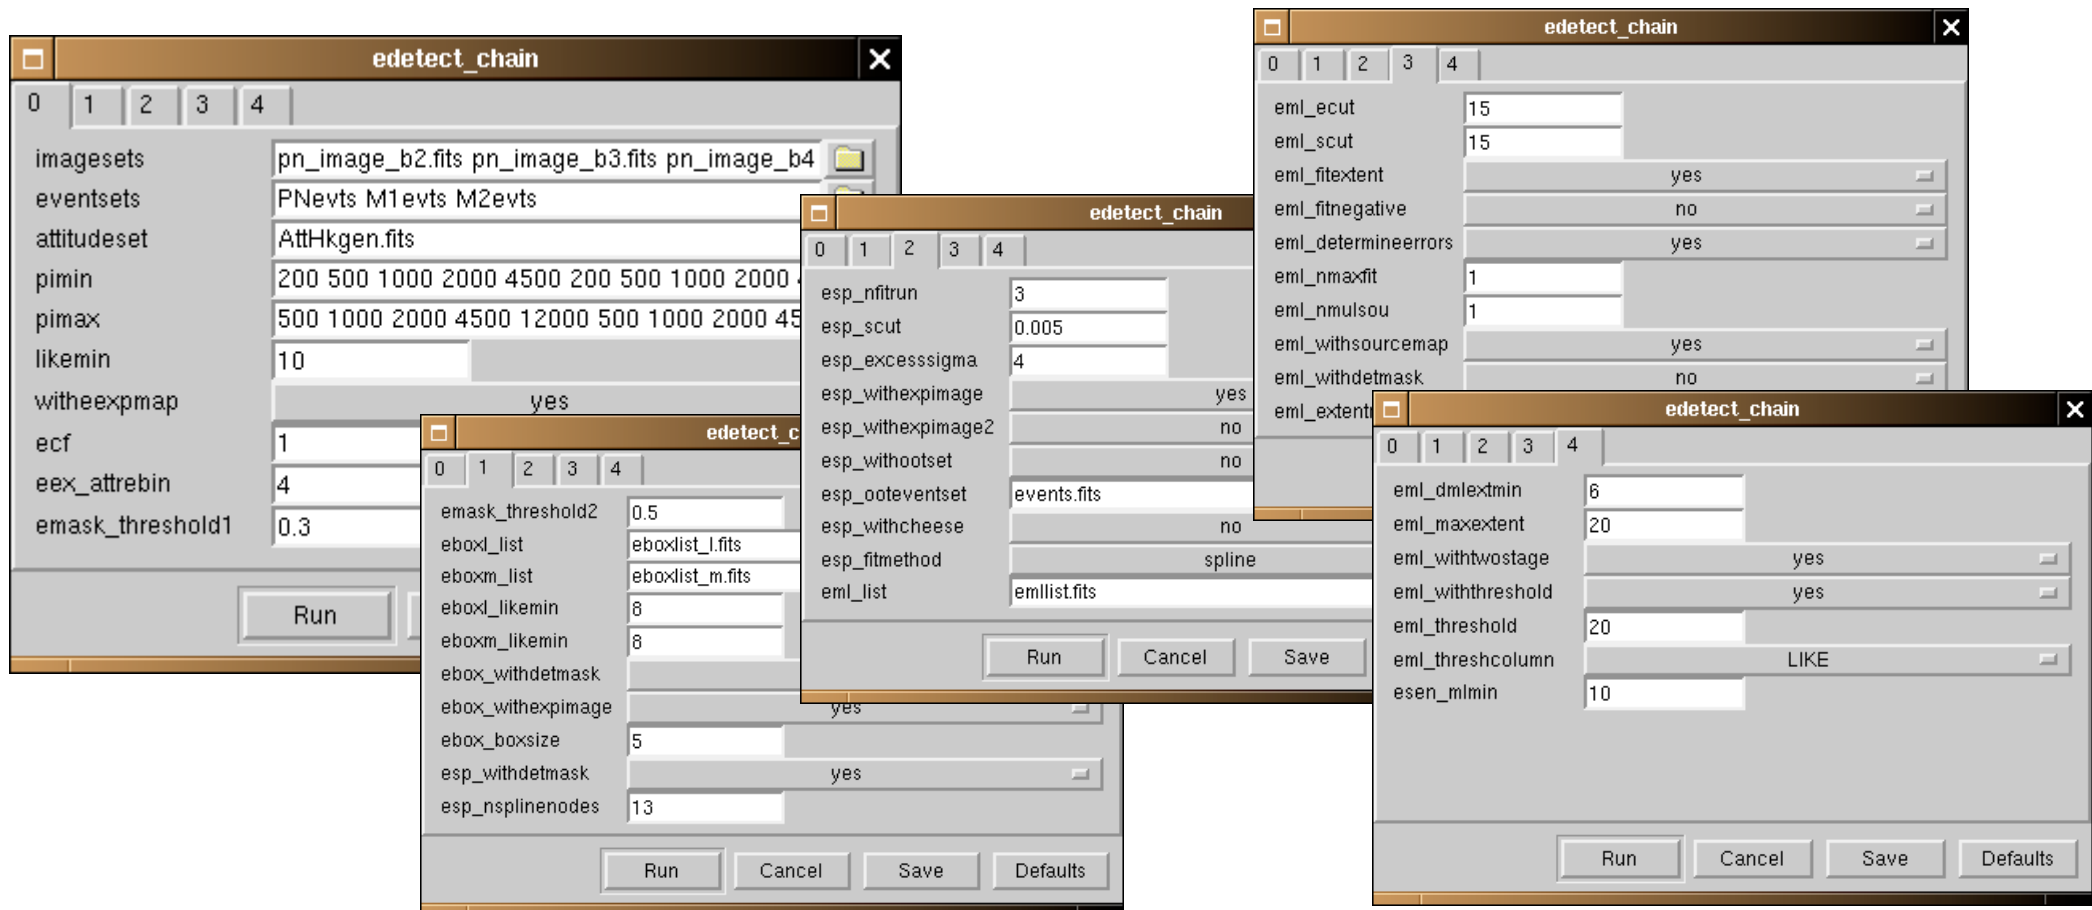 edetect_chain
0 1 2 3 4
imagesets pn_image_b2.fits pn_image_b3.fits pn_image_b4
eventsets PNevts M1evts M2evts
attitudeset AttHkgen.fits
pimin 200 500 1000 2000 4500 200 500 1000 2000
pimax 500 1000 2000 4500 12000 500 1000 2000 45
likemin 10
witheexpmap yes
ecf 1
eex_attrebin 4
emask_threshold1 0.3
Run
edetect_c
0 1 2 3 4
emask_threshold2 0.5
eboxl_list eboxlist_l.fits
eboxm_list eboxlist_m.fits
eboxl_likemin 8
eboxm_likemin 8
ebox_withdetmask
ebox_withexpimage yes
ebox_boxsize 5
esp_withdetmask yes
esp_nsplinenodes 13
Run Cancel Save Defaults
edetect_chain
0 1 2 3 4
esp_nfitrun 3
esp_scut 0.005
esp_excesssigma 4
esp_withexpimage yes
esp_withexpimage2 no
esp_withootset no
esp_ooteventset events.fits
esp_withcheese no
esp_fitmethod spline
eml_list emllist.fits
Run Cancel Save
edetect_chain
0 1 2 3 4
eml_ecut 15
eml_scut 15
eml_fitextent yes
eml_fitnegative no
eml_determineerrors yes
eml_nmaxfit 1
eml_nmulsou 1
eml_withsourcemap yes
eml_withdetmask no
edetect_chain
0 1 2 3 4
eml_dmlextmin 6
eml_maxextent 20
eml_withtwostage yes
eml_withthreshold yes
eml_threshold 20
eml_threshcolumn LIKE
esen_mlmin 10
Run Cancel Save Defaults